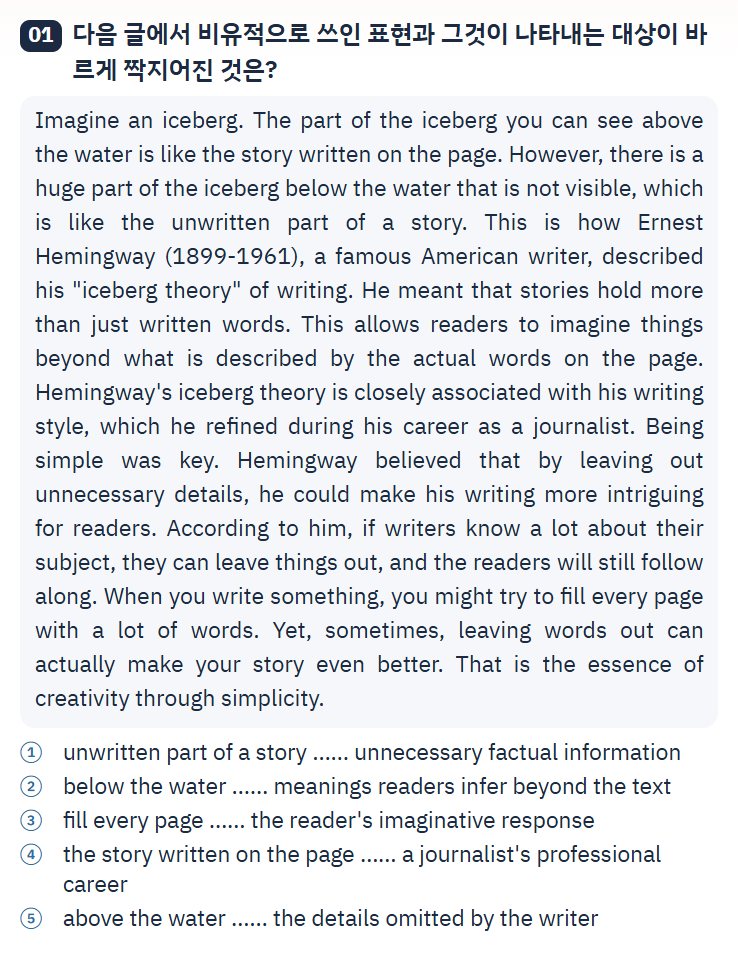 01 다음 글에서 비유적으로 쓰인 표현과 그것이 나타내는 대상이 바
르게 짝지어진 것은?
Imagine an iceberg. The part of the iceberg you can see above
the water is like the story written on the page. However, there is a
huge part of the iceberg below the water that is not visible, which
is like the unwritten part of a story. This is how Ernest
Hemingway (1899-1961), a famous American writer, described
his "iceberg theory" of writing. He meant that stories hold more
than just written words. This allows readers to imagine things
beyond what is described by the actual words on the page.
Hemingway's iceberg theory is closely associated with his writing
style, which he refined during his career as a journalist. Being
simple was key. Hemingway believed that by leaving out
unnecessary details, he could make his writing more intriguing
for readers. According to him, if writers know a lot about their
subject, they can leave things out, and the readers will still follow
along. When you write something, you might try to fill every page
with a lot of words. Yet, sometimes, leaving words out can
actually make your story even better. That is the essence of
creativity through simplicity.
① unwritten part of a story ...... unnecessary factual information
② below the water ...... meanings readers infer beyond the text
③ fill every page ...... the reader's imaginative response
④ the story written on the page ...... a journalist's professional
career
⑤ above the water ...... the details omitted by the writer